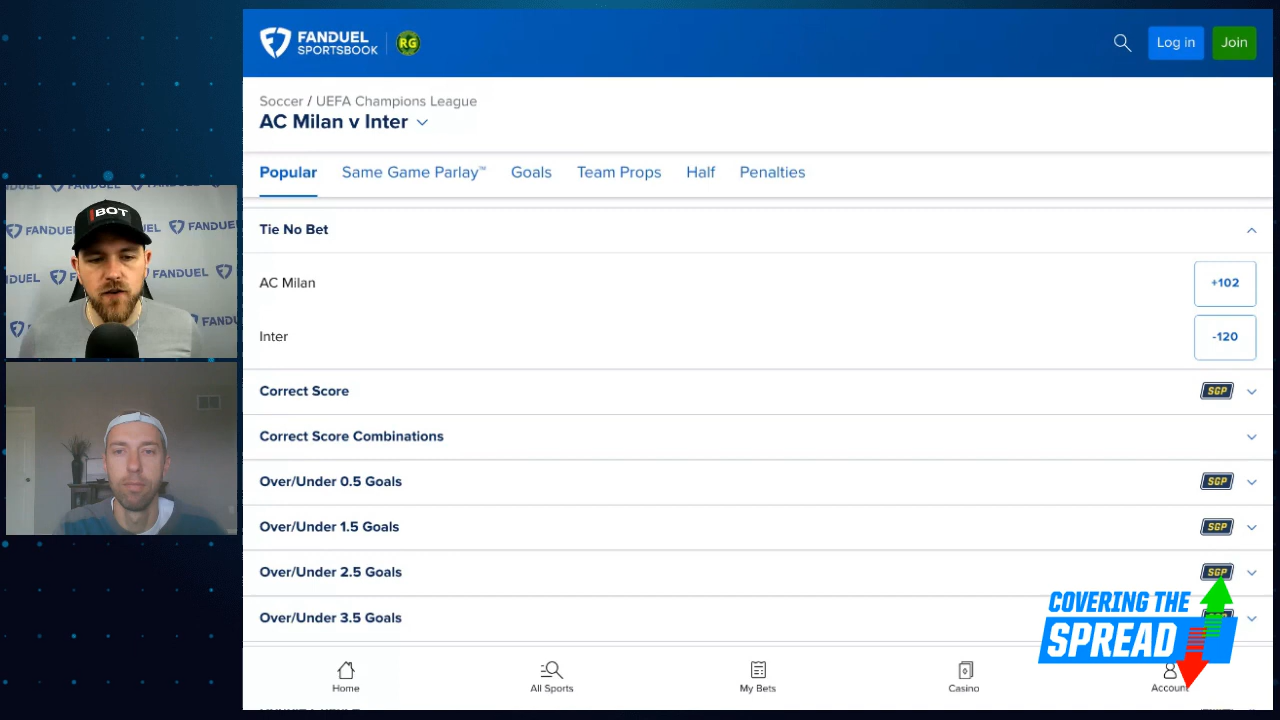 FANDUEL
SPORTSBOOK
RG
Log in
Join
Soccer / UEFA Champions League
AC Milan v Inter
Popular
Same Game Parlay™
Goals
Team Props
Half
Penalties
Tie No Bet
AC Milan
+102
Inter
-120
Correct Score
SGP
Correct Score Combinations
Over/Under 0.5 Goals
SGP
Over/Under 1.5 Goals
SGP
Over/Under 2.5 Goals
SGP
Over/Under 3.5 Goals
COVERING THE
SPREAD
Home
All Sports
My Bets
Casino
Account
BOT
FANDUEL
FANDUEL
FANDUEL
FANDUEL